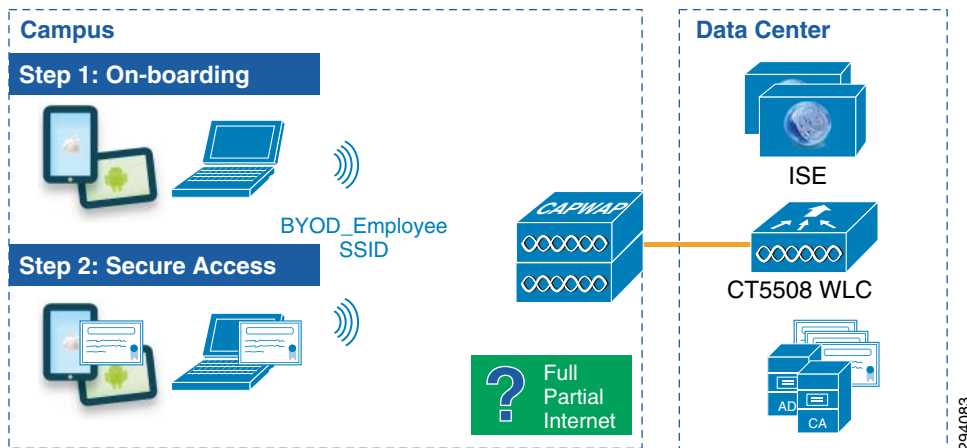 Campus
Step 1: On-boarding
BYOD_Employee
SSID
Step 2: Secure Access
CAPWAP
?
Full
Partial
Internet
Data Center
ISE
CT5508 WLC
AD
CA